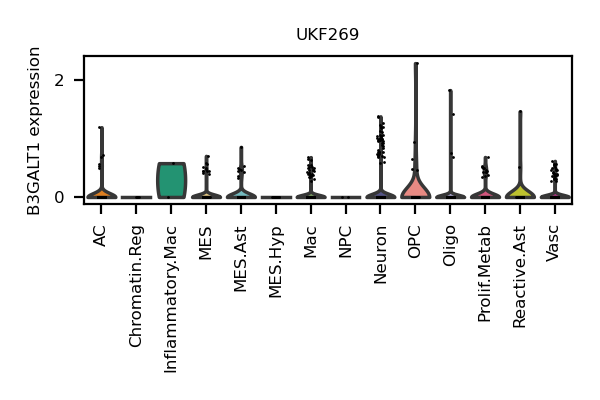 UKF269
B3GALT1 expression
2
0
AC
Chromatin.Reg
Inflammatory.Mac
MES
MES.Ast
MES.Hyp
Mac
NPC
Neuron
OPC
Oligo
Prolif.Metab
Reactive.Ast
Vasc